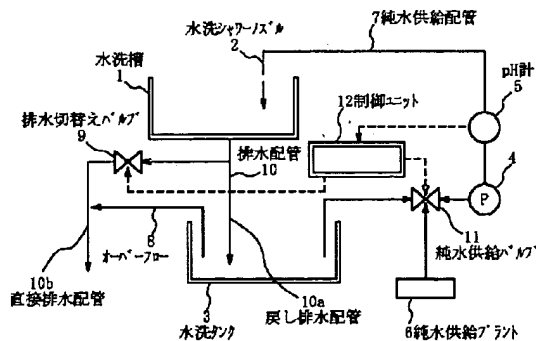 7純水供給配管
水洗シャワーノズル
2
水洗槽
1
pH計
5
12制御ユニット
排水切替えバルブ
9
排水配管
10
4
P
11
純水供給バルブ
8
オーバーフロー
10b
直接排水配管
10a
戻し排水配管
3
水洗タンク
6純水供給プラント